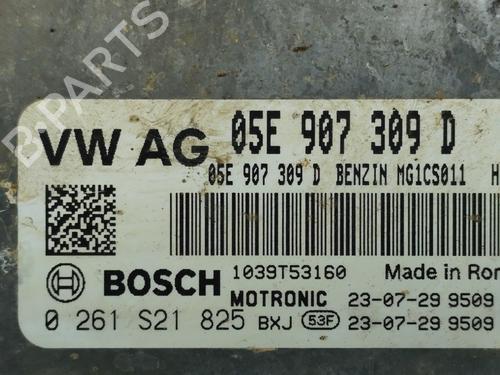 B-PARTS
VW AG 05E 907 309 D
05E 907 309 D BENZIN MG1CS011 H
BOSCH 1039T53160 Made in Rom
MOTRONIC 23-07-29 9509
0 261 S21 825 BXJ 53F 23-07-29 9509